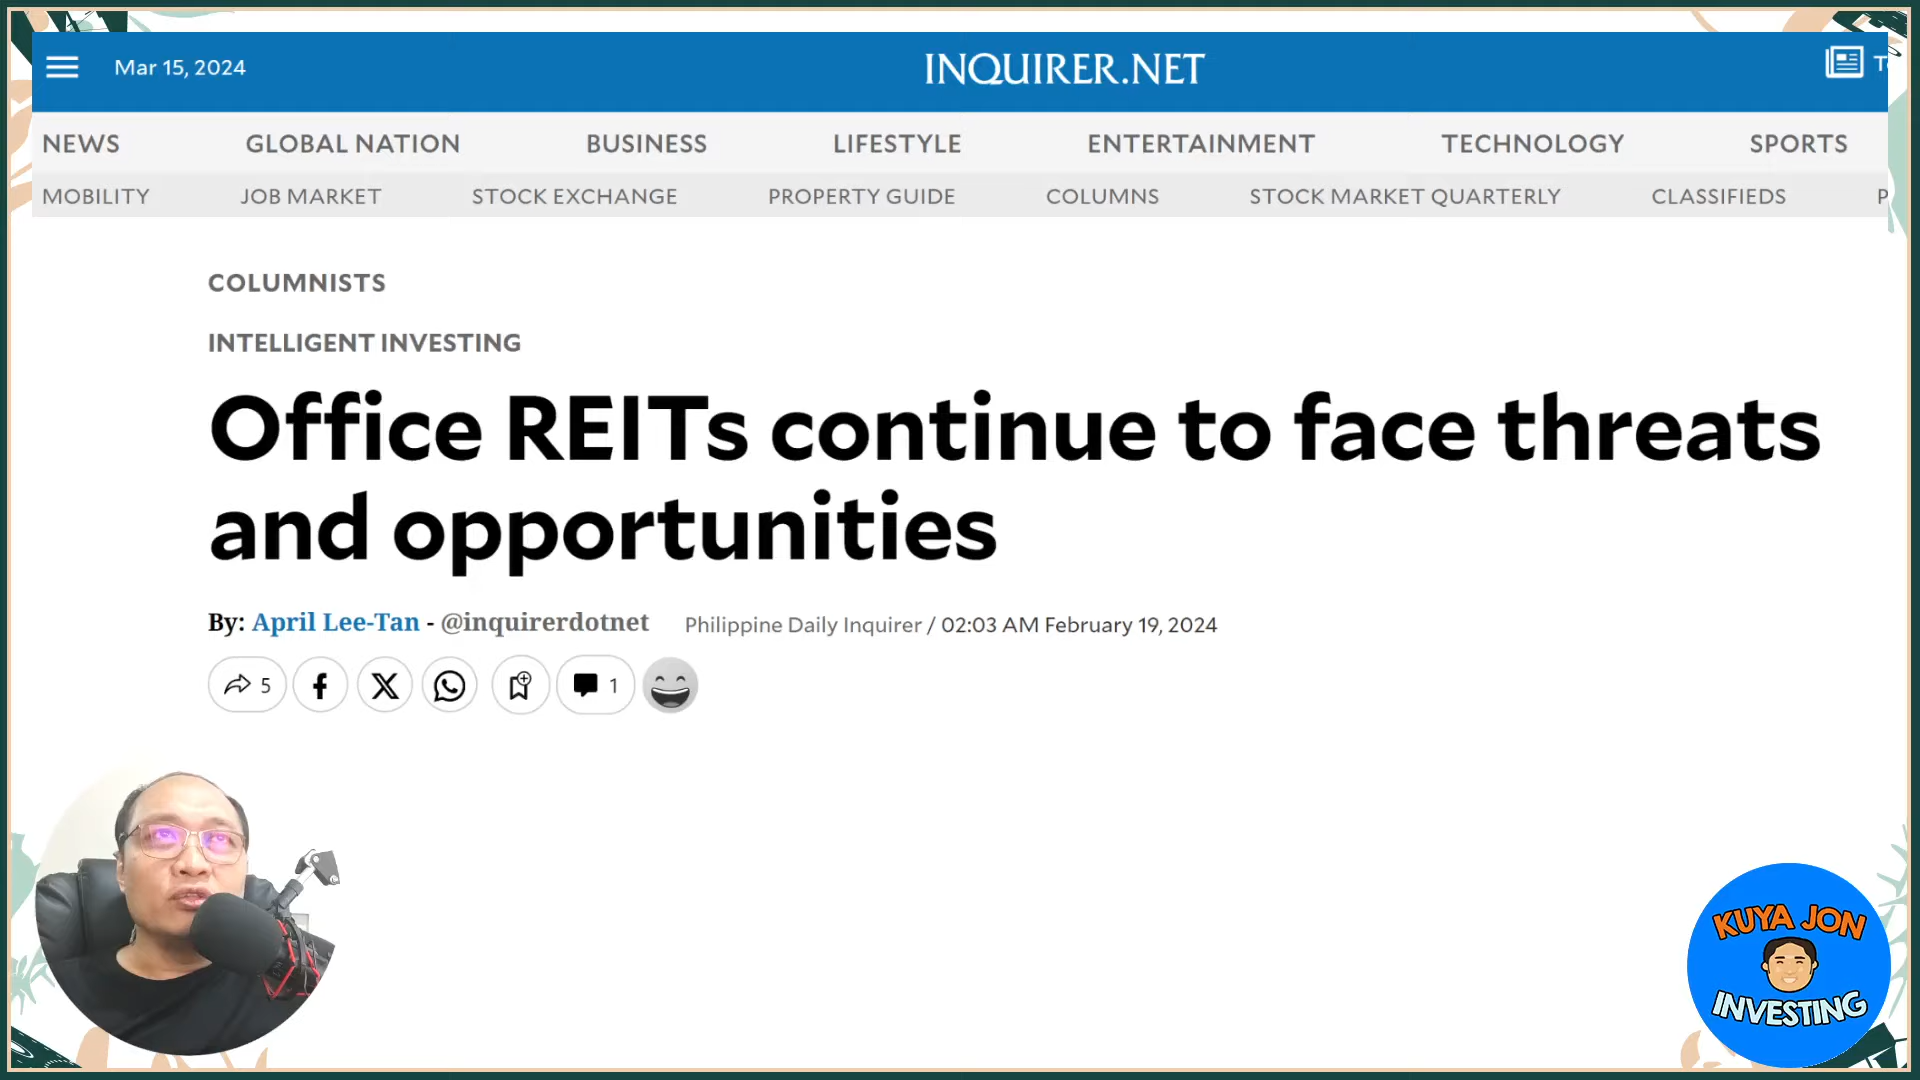 Mar 15, 2024
INQUIRER.NET
NEWS GLOBAL NATION BUSINESS LIFESTYLE ENTERTAINMENT TECHNOLOGY SPORTS
MOBILITY JOB MARKET STOCK EXCHANGE PROPERTY GUIDE COLUMNS STOCK MARKET QUARTERLY CLASSIFIEDS
COLUMNISTS
INTELLIGENT INVESTING
Office REITs continue to face threats
and opportunities
By: April Lee-Tan - @inquirerdotnet Philippine Daily Inquirer / 02:03 AM February 19, 2024
5
1
KUYA JON
INVESTING